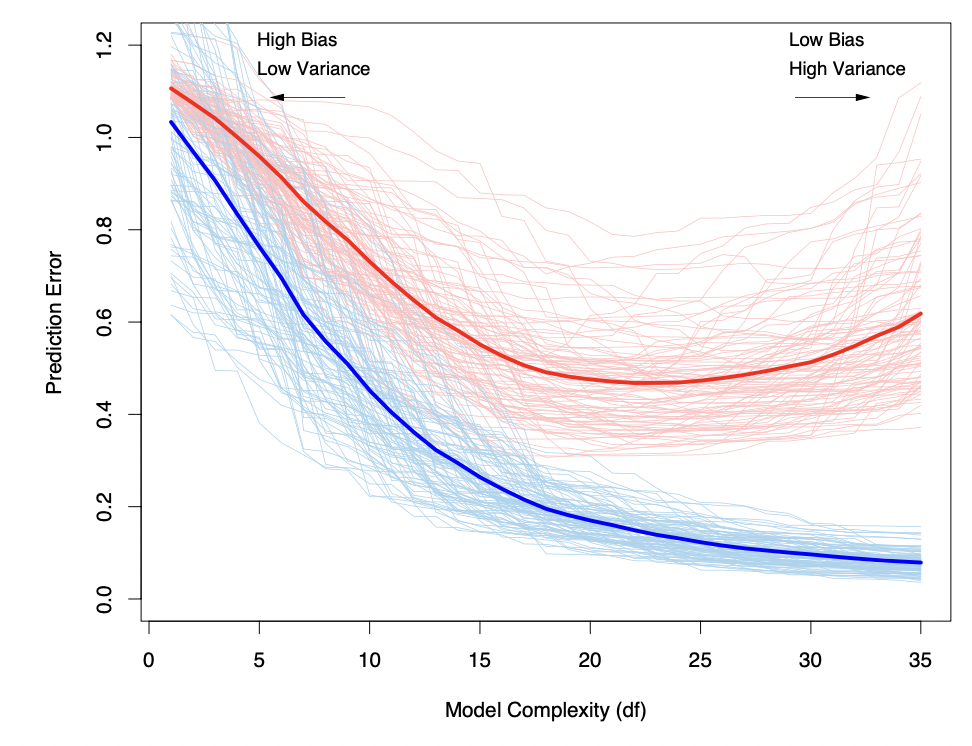 High Bias
Low Variance
Low Bias
High Variance
Prediction Error
0.0
0.2
0.4
0.6
0.8
1.0
1.2
0
5
10
15
20
25
30
35
Model Complexity (df)